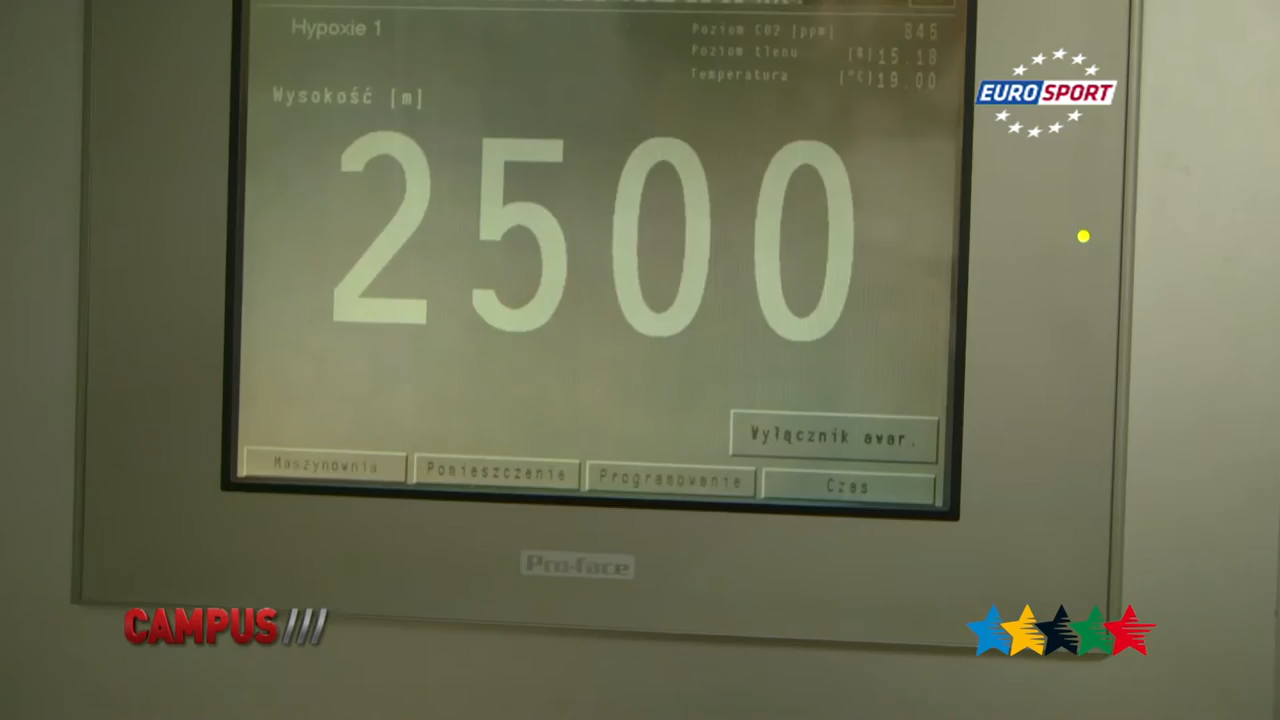 Hypoxie 1
Poziom CO2 [ppm] 845
Poziom tlenu [%] 15.18
Temperatura [°C] 19.00
Wysokość [m]
2500
Wyłącznik awar.
Maszynownia
Pomieszczenie
Programowanie
Czas
Pro-face
EUROSPORT
CAMPUS